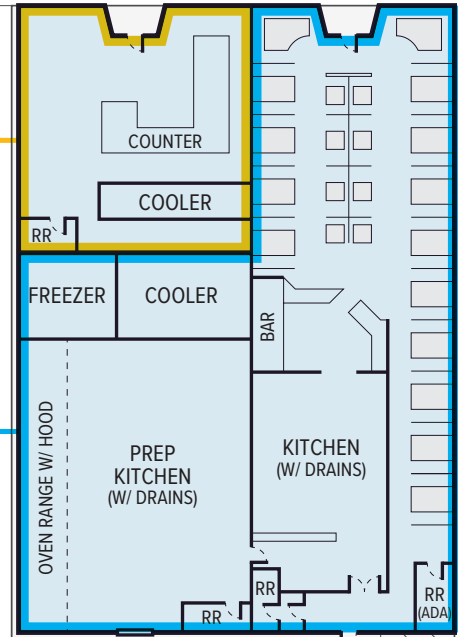 COUNTER
COOLER
RR
FREEZER
COOLER
BAR
OVEN RANGE W/ HOOD
PREP
KITCHEN
(W/ DRAINS)
KITCHEN
(W/ DRAINS)
RR
RR
RR
(ADA)